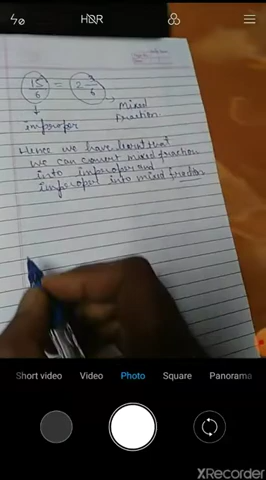 HDR
15/6 = 2 3/6
improper
Mixed
Fraction
Hence we have learnt that
we can convert mixed fraction
into improper and
improper into mixed fraction
Short video Video Photo Square Panorama
XRecorder